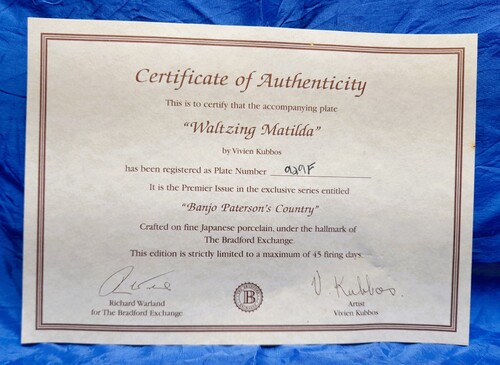 Certificate of Authenticity
This is to certify that the accompanying plate
“Waltzing Matilda”
by Vivien Kubbos
has been registered as Plate Number
It is the Premier Issue in the exclusive series entitled
“Banjo Paterson's Country”
Crafted on fine Japanese porcelain, under the hallmark of
The Bradford Exchange.
This edition is strictly limited to a maximum of 45 firing days.
V Kubbos.
Richard Warland
for The Bradford Exchange
B
Artist
Vivien Kubbos